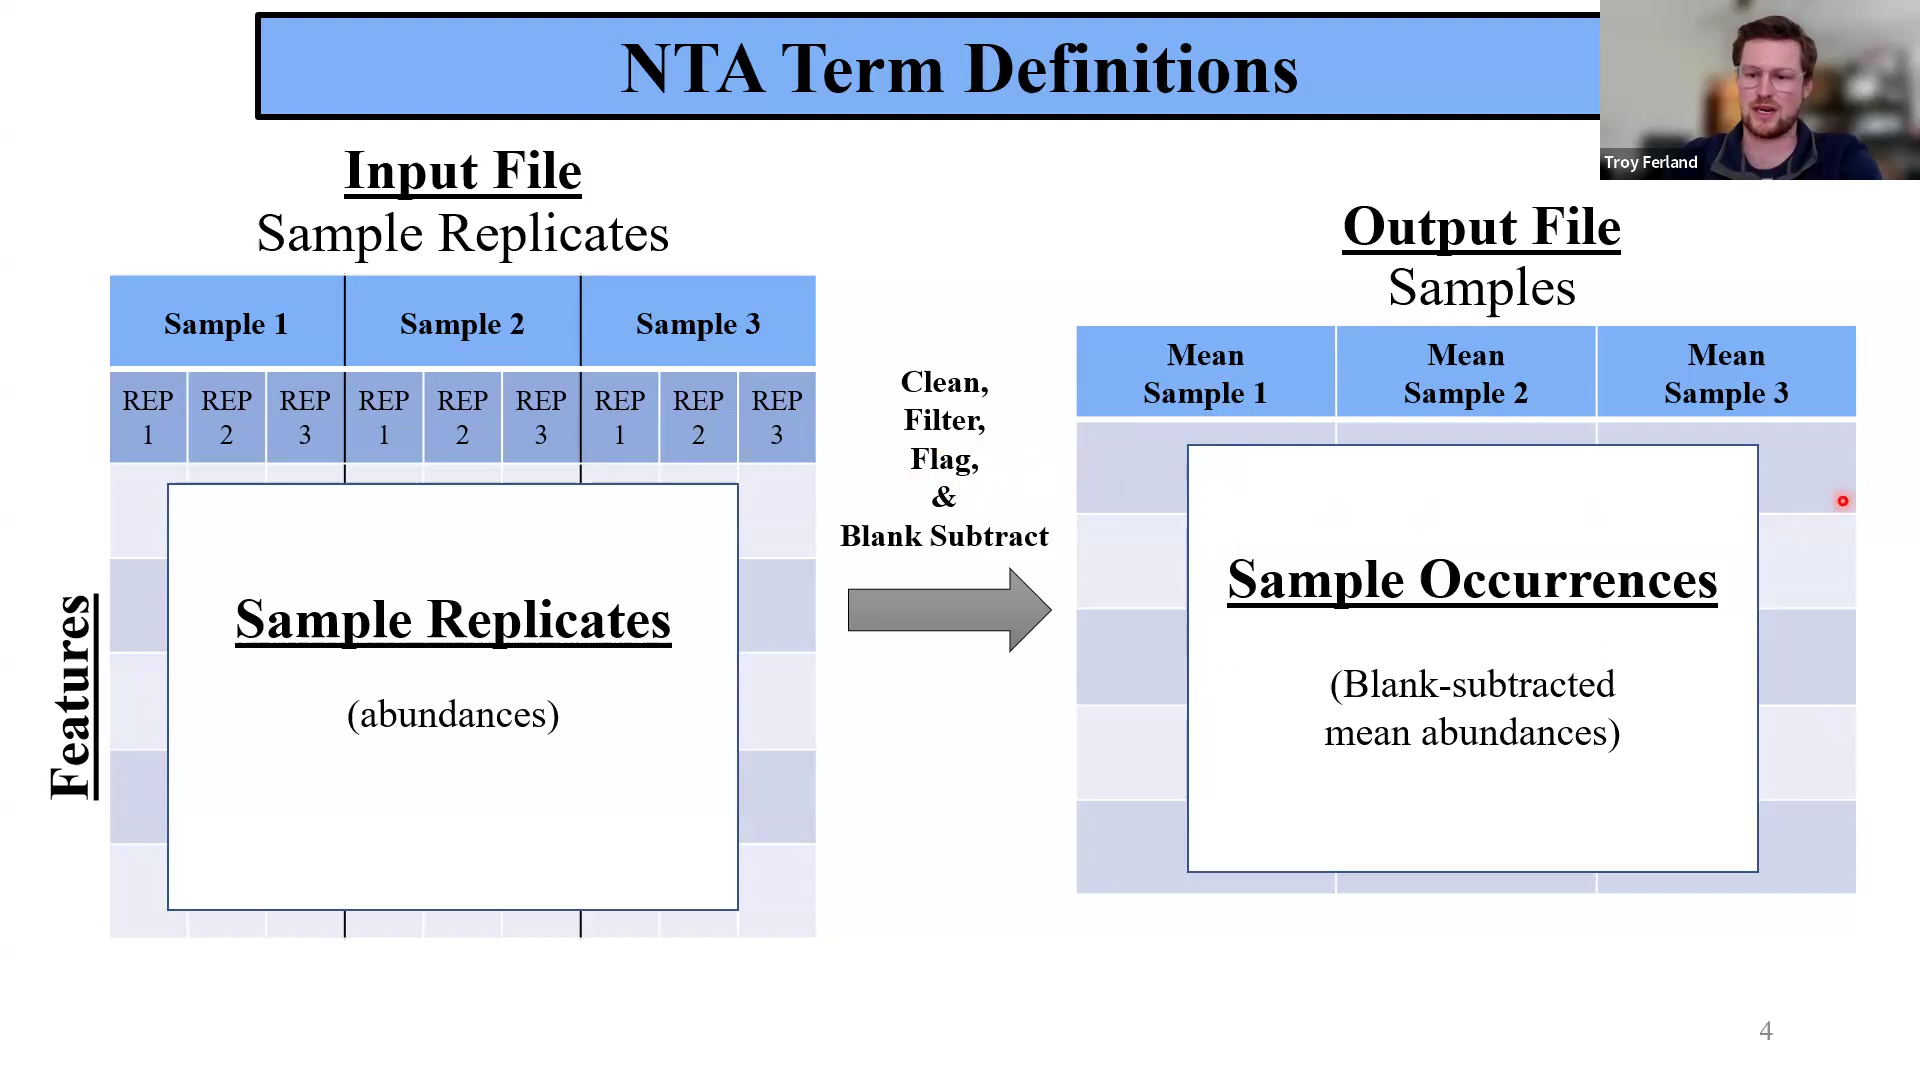 NTA Term Definitions
Troy Ferland
Input File
Sample Replicates
Sample 1 Sample 2 Sample 3
REP REP REP REP REP REP REP REP REP
1 2 3 1 2 3 1 2 3
Features
Sample Replicates
(abundances)
Clean,
Filter,
Flag,
&
Blank Subtract
Output File
Samples
Mean Mean Mean
Sample 1 Sample 2 Sample 3
Sample Occurrences
(Blank-subtracted
mean abundances)
4